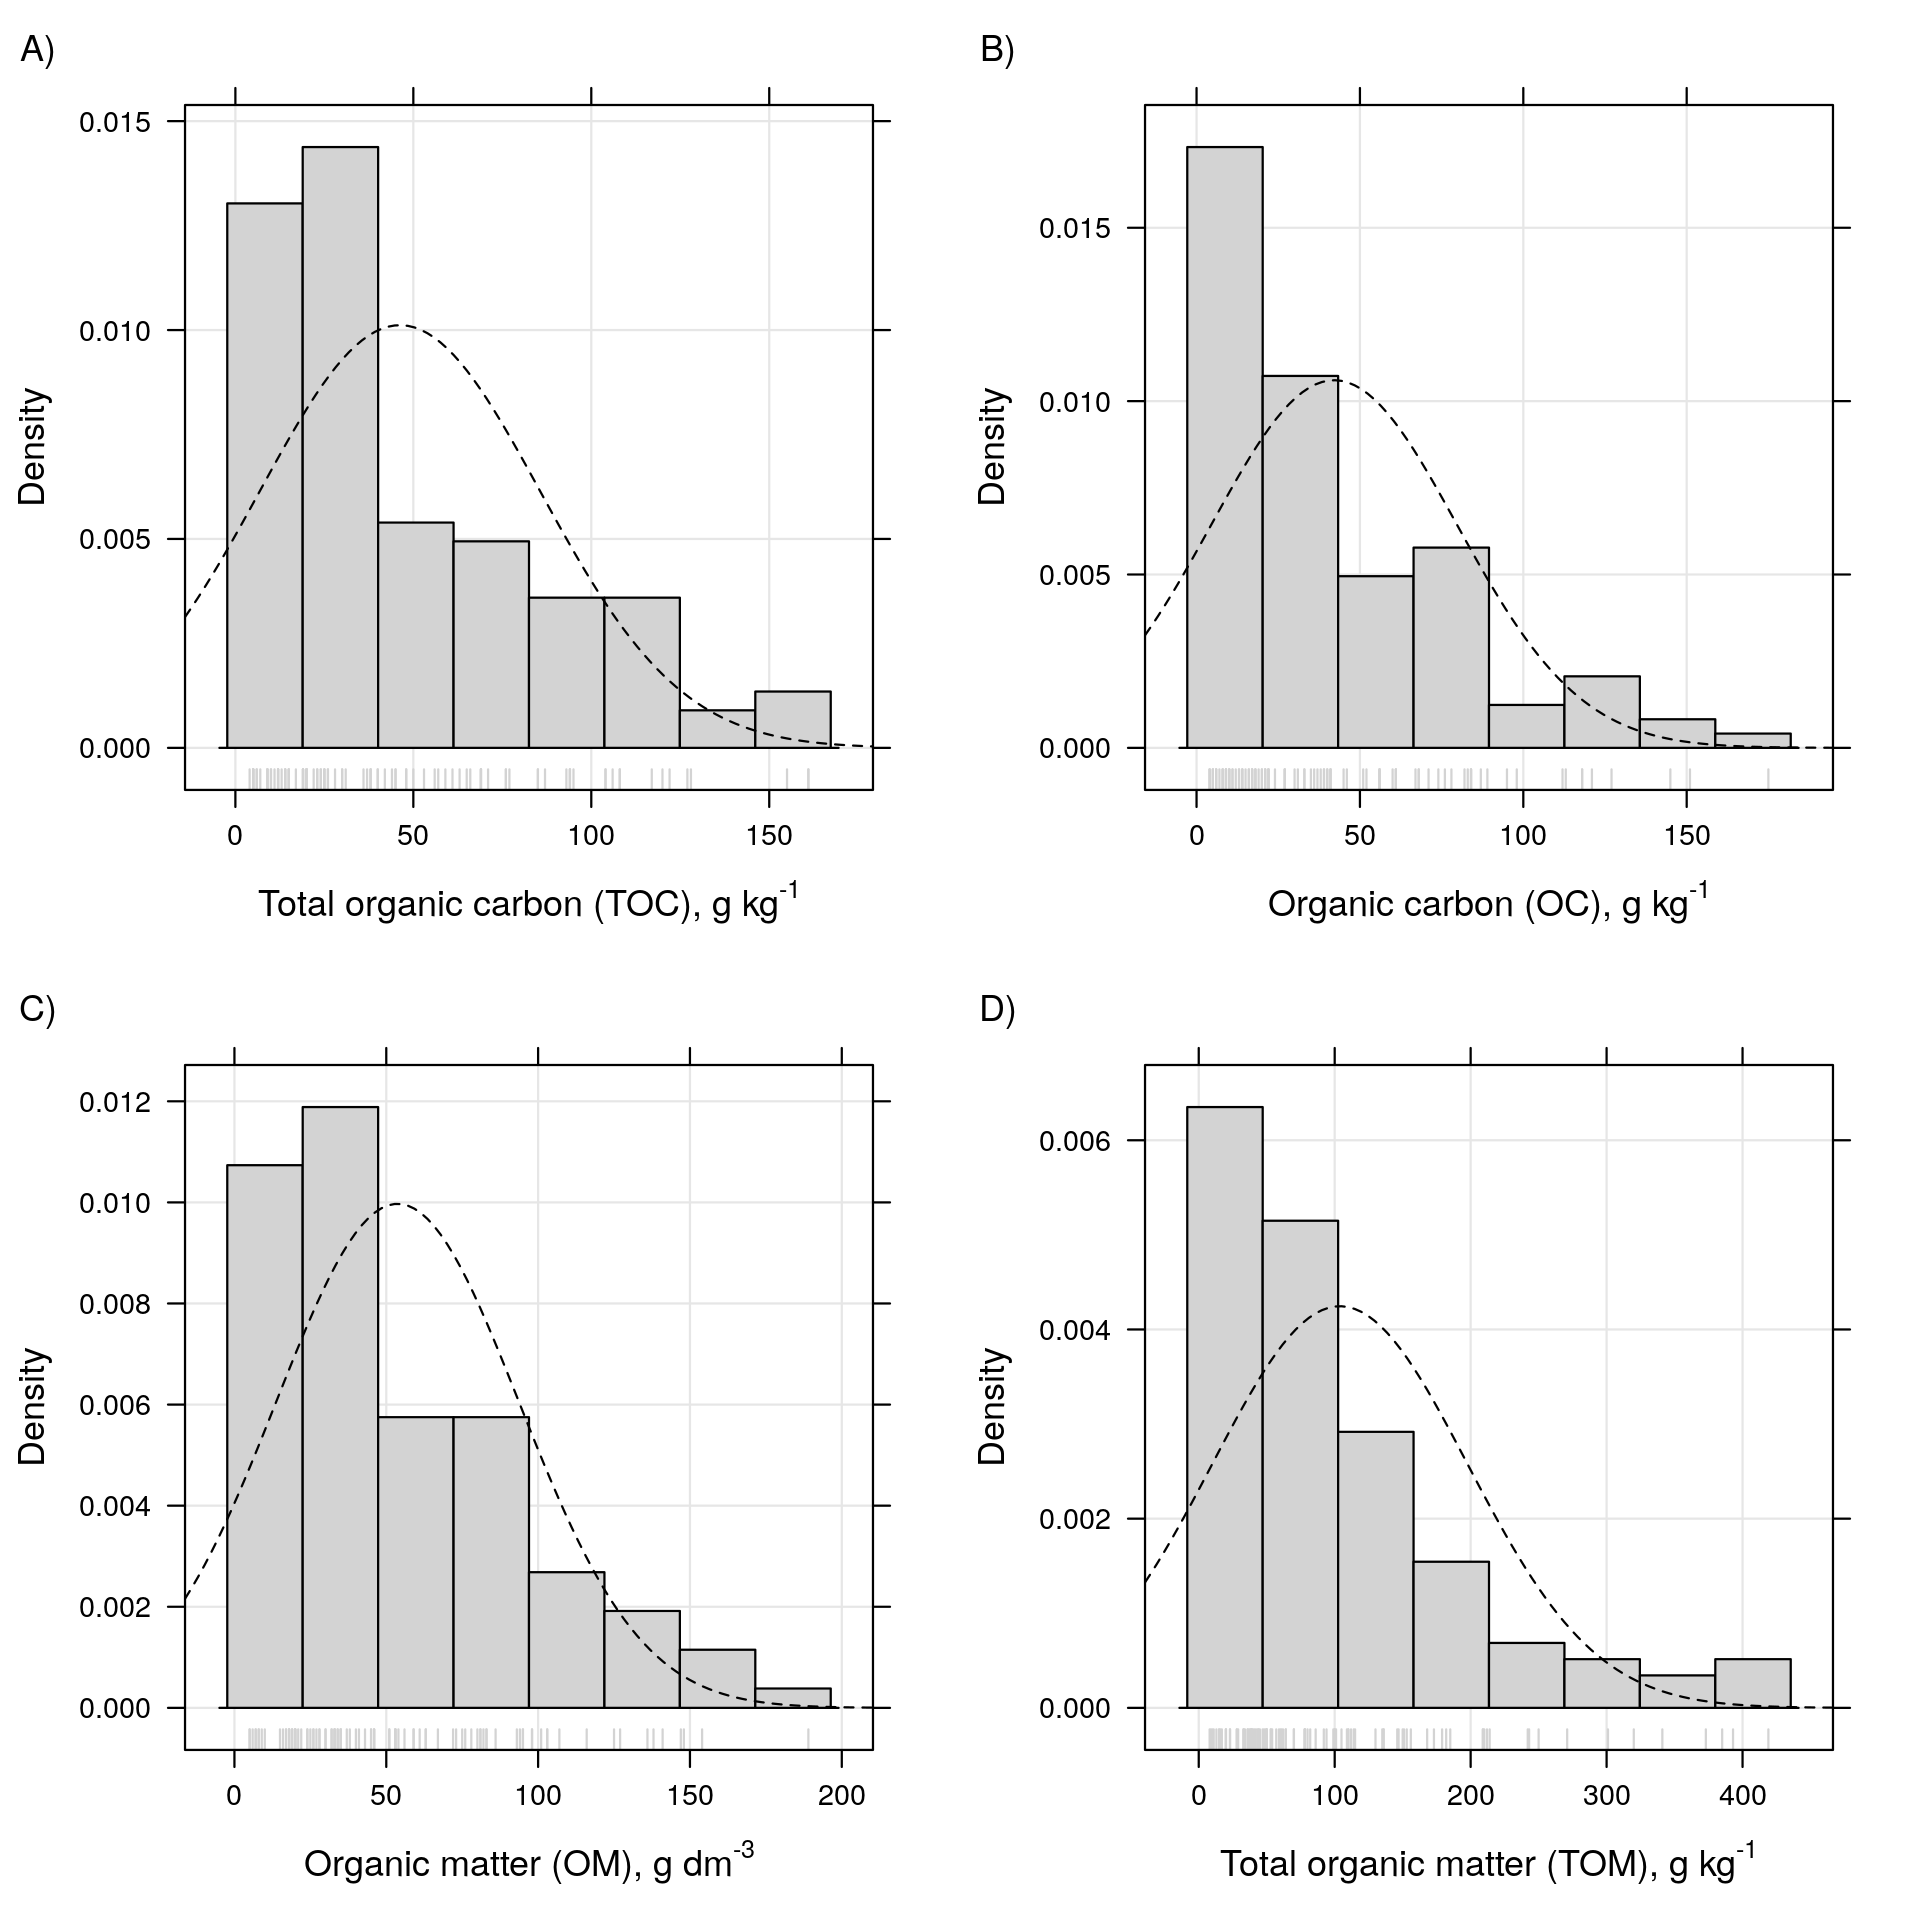 A)
0.015
0.010
0.005
0.000
Density
0 50 100 150
Total organic carbon (TOC), g kg-1
B)
0.015
0.010
0.005
0.000
Density
0 50 100 150
Organic carbon (OC), g kg-1
C)
0.012
0.010
0.008
0.006
0.004
0.002
0.000
Density
0 50 100 150 200
Organic matter (OM), g dm-3
D)
0.006
0.004
0.002
0.000
Density
0 100 200 300 400
Total organic matter (TOM), g kg-1